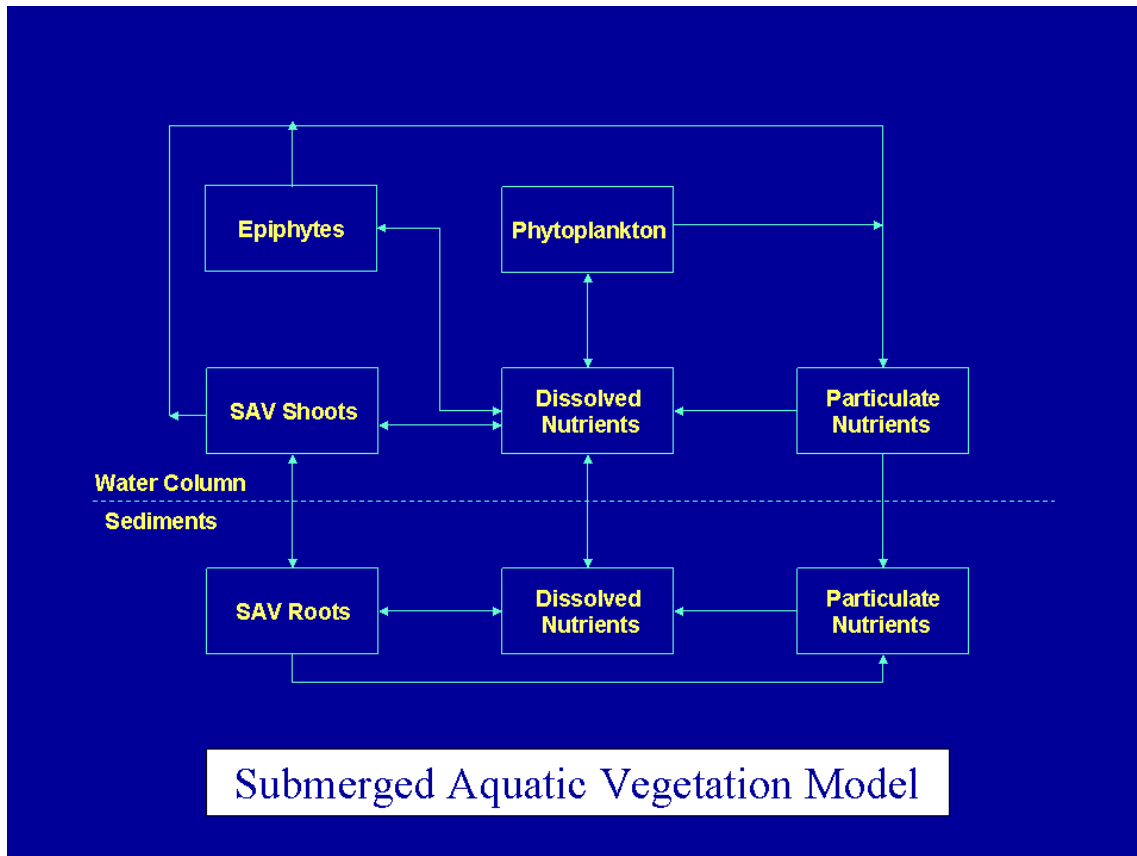 Epiphytes
Phytoplankton
SAV Shoots
Dissolved
Nutrients
Particulate
Nutrients
Water Column
Sediments
SAV Roots
Dissolved
Nutrients
Particulate
Nutrients
Submerged Aquatic Vegetation Model